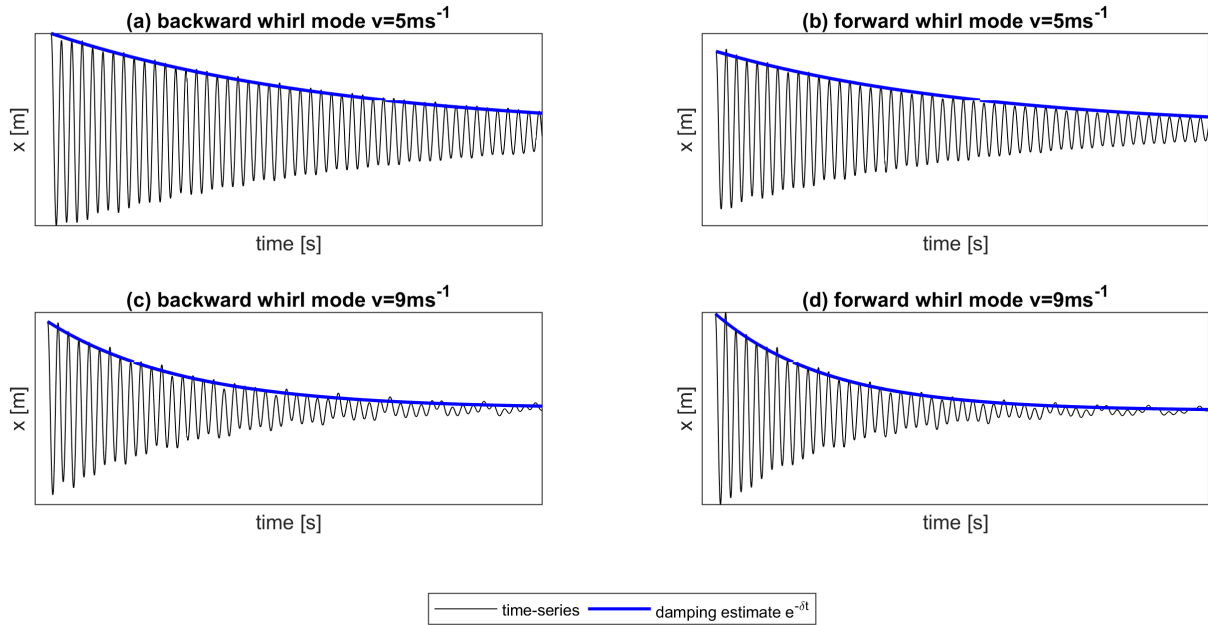 (a) backward whirl mode v=5ms⁻¹
x [m]
time [s]
(b) forward whirl mode v=5ms⁻¹
x [m]
time [s]
(c) backward whirl mode v=9ms⁻¹
x [m]
time [s]
(d) forward whirl mode v=9ms⁻¹
x [m]
time [s]
time-series
damping estimate e^-δt